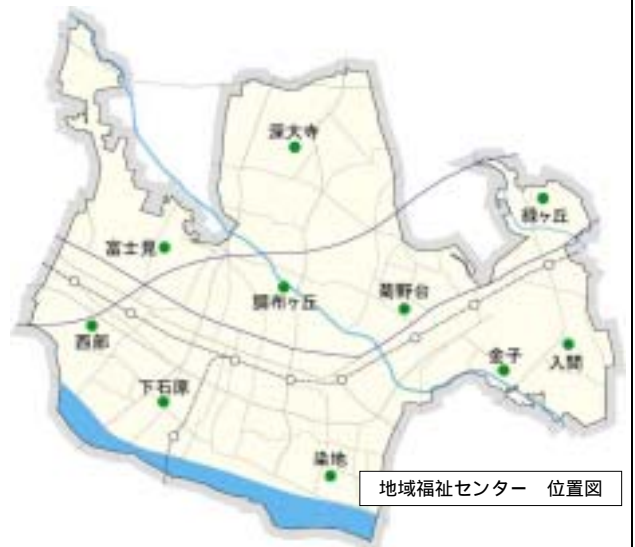 深大寺
緑ヶ丘
富士見
調布ヶ丘
菊野台
西部
金子
入間
下石原
染地
地域福祉センター　位置図